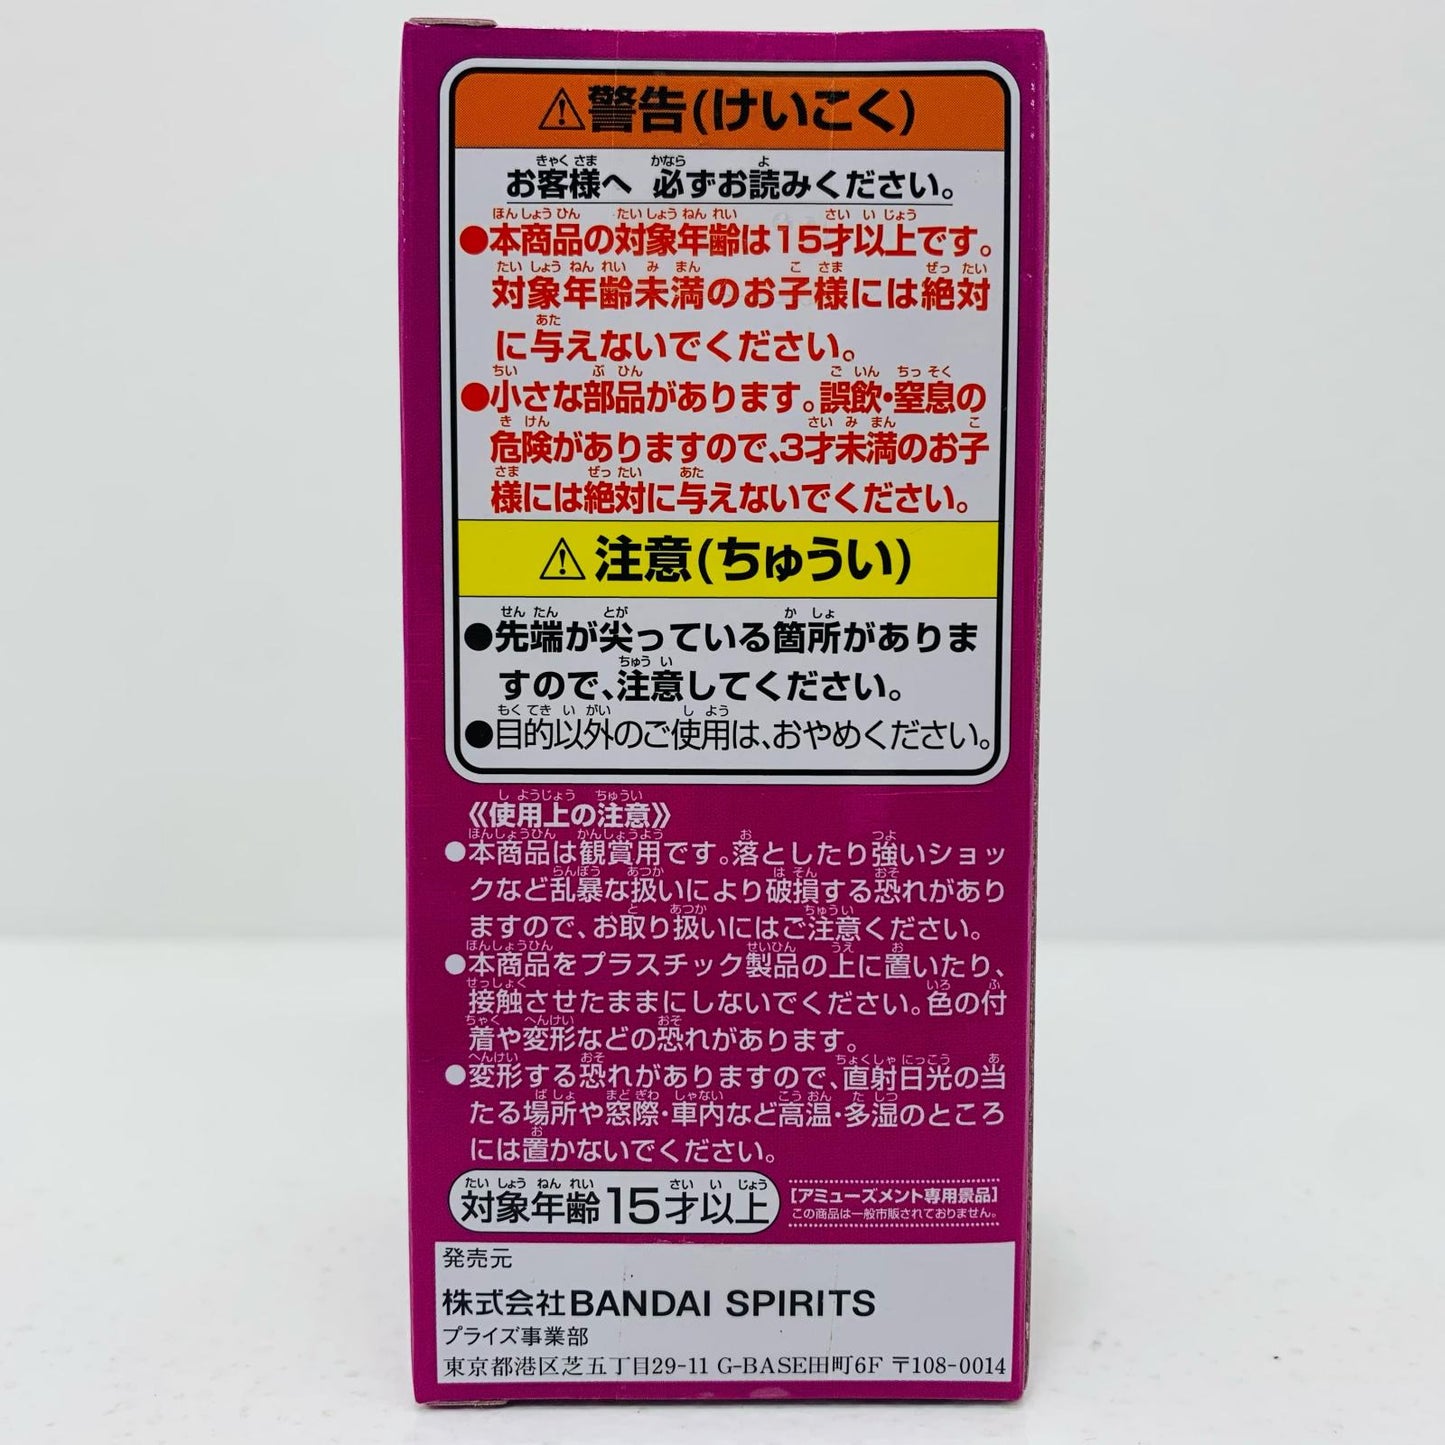 ⚠警告(けいこく)
お客様へ 必ずお読みください。
●本商品の対象年齢は15才以上です。
対象年齢未満のお子様には絶対
に与えないでください。
●小さな部品があります。誤飲・窒息の
危険がありますので、3才未満のお子
様には絶対に与えないでください。
⚠注意(ちゅうい)
●先端が尖っている箇所がありま
すので、注意してください。
●目的以外のご使用は、おやめください。
《使用上の注意》
●本商品は観賞用です。落としたり強いショッ
クなど乱暴な扱いにより破損する恐れがあり
ますので、お取り扱いにはご注意ください。
●本商品をプラスチック製品の上に置いたり、
接触させたままにしないでください。色の付
着や変形などの恐れがあります。
●変形する恐れがありますので、直射日光の当
たる場所や窓際・車内など高温・多湿のところ
には置かないでください。
対象年齢15才以上
[アミューズメント専用景品]
この商品は一般市販されておりません。
発売元
株式会社BANDAI SPIRITS
プライズ事業部
東京都港区芝五丁目29-11 G-BASE田町6F 〒108-0014